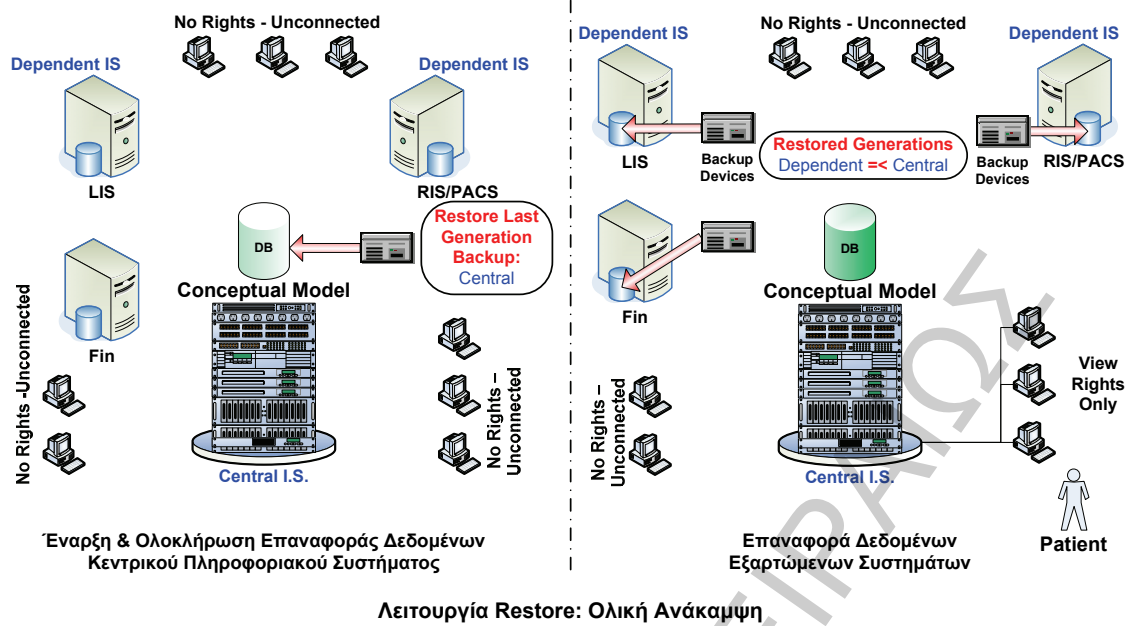 No Rights - Unconnected
Dependent IS
Dependent IS
LIS
RIS/PACS
DB
Restore Last
Generation
Backup:
Central
Conceptual Model
Fin
No Rights -Unconnected
No Rights –
Unconnected
Central I.S.
Έναρξη & Ολοκλήρωση Επαναφοράς Δεδομένων
Κεντρικού Πληροφοριακού Συστήματος
No Rights - Unconnected
Dependent IS
Dependent IS
LIS
Backup
Devices
Restored Generations
Dependent =< Central
Backup
Devices
RIS/PACS
DB
Conceptual Model
Fin
No Rights –
Unconnected
View
Rights
Only
Central I.S.
Patient
Επαναφορά Δεδομένων
Εξαρτώμενων Συστημάτων
Λειτουργία Restore: Ολική Ανάκαμψη
ΕΙΡΑΙΩΣ